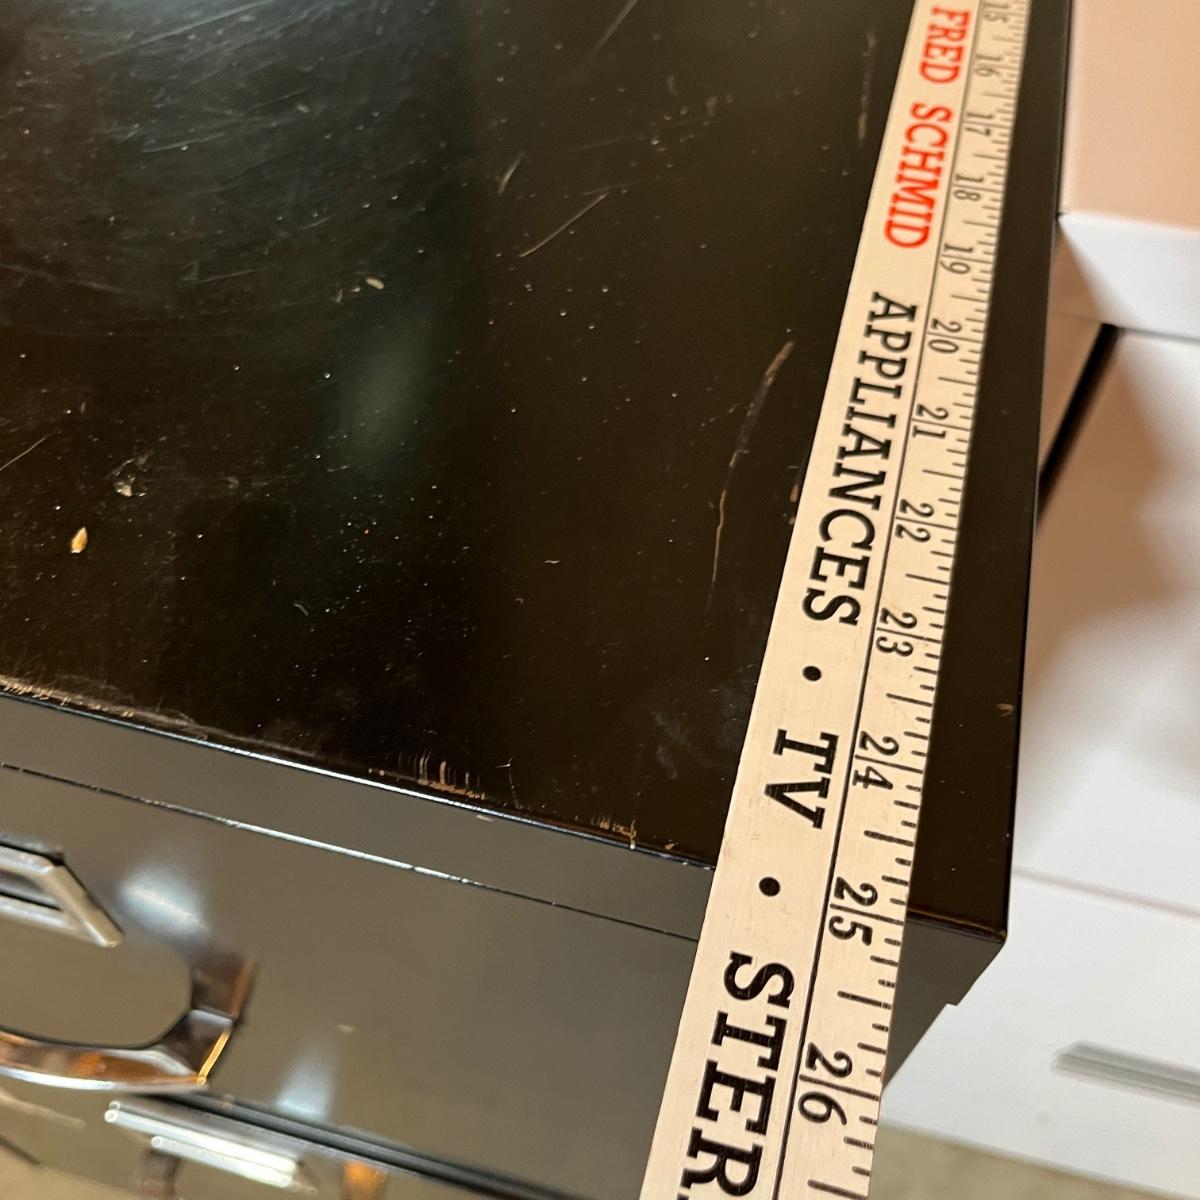 FRED SCHMID APPLIANCES • TV • STER
15 16 17 18 19 20 21 22 23 24 25 26